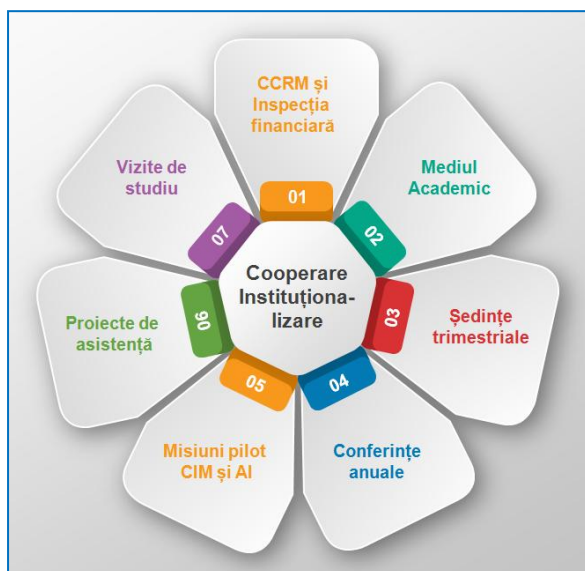 CCRM și
Inspecția
financiară
01
Mediul
Academic
02
Ședințe
trimestriale
03
Conferințe
anuale
04
Misiuni pilot
CIM și AI
05
Proiecte de
asistență
06
Vizite de
studiu
07
Cooperare
Instituționa-
lizare